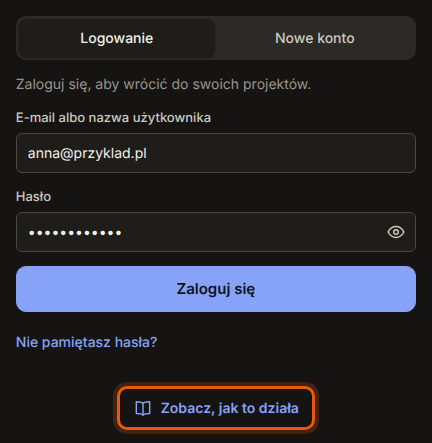 Logowanie
Nowe konto
Zaloguj się, aby wrócić do swoich projektów.
E-mail albo nazwa użytkownika
anna@przyklad.pl
Hasło
••••••••••••
Zaloguj się
Nie pamiętasz hasła?
Zobacz, jak to działa